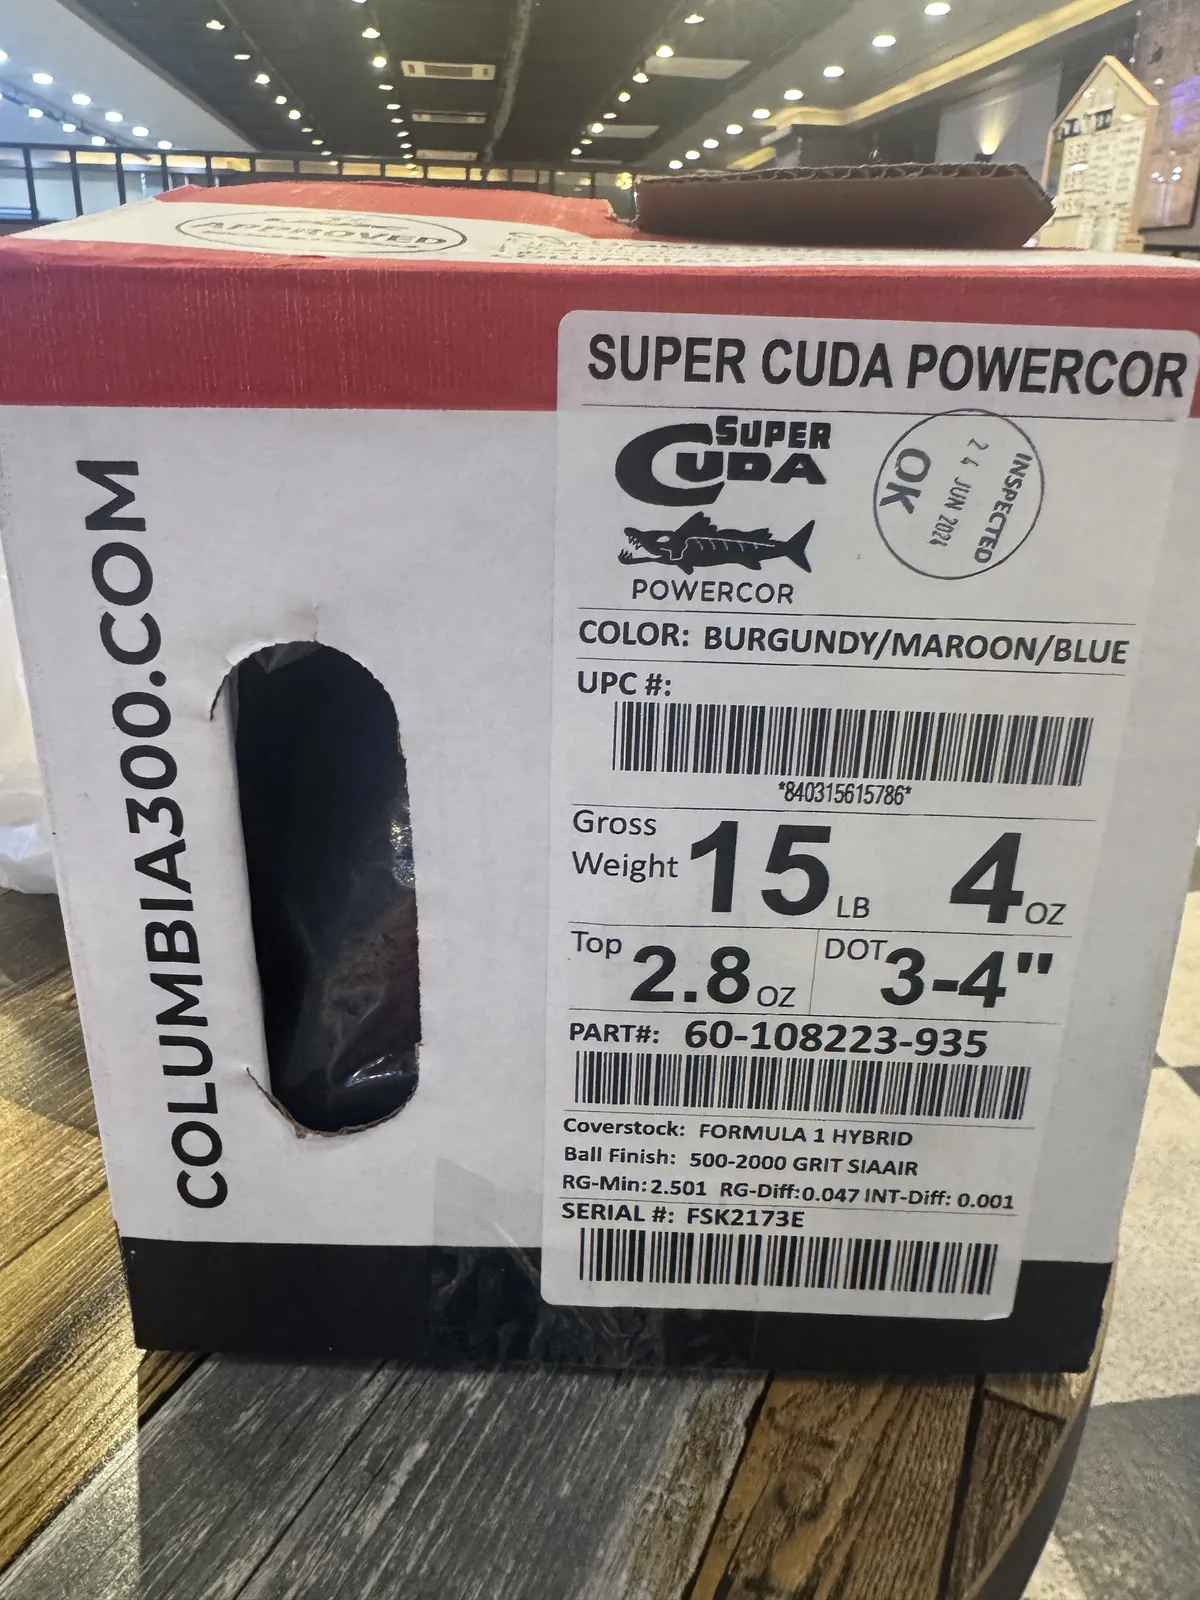 APPROVED
COLUMBIA300.COM
SUPER CUDA POWERCOR
SUPER
CUDA
POWERCOR
INSPECTED
24 JUN 2024
OK
COLOR: BURGUNDY/MAROON/BLUE
UPC #:
*840315615786*
Gross
Weight 15 LB 4 OZ
Top 2.8 OZ DOT 3-4"
PART#: 60-108223-935
Coverstock: FORMULA 1 HYBRID
Ball Finish: 500-2000 GRIT SIAAIR
RG-Min: 2.501 RG-Diff:0.047 INT-Diff: 0.001
SERIAL #: FSK2173E